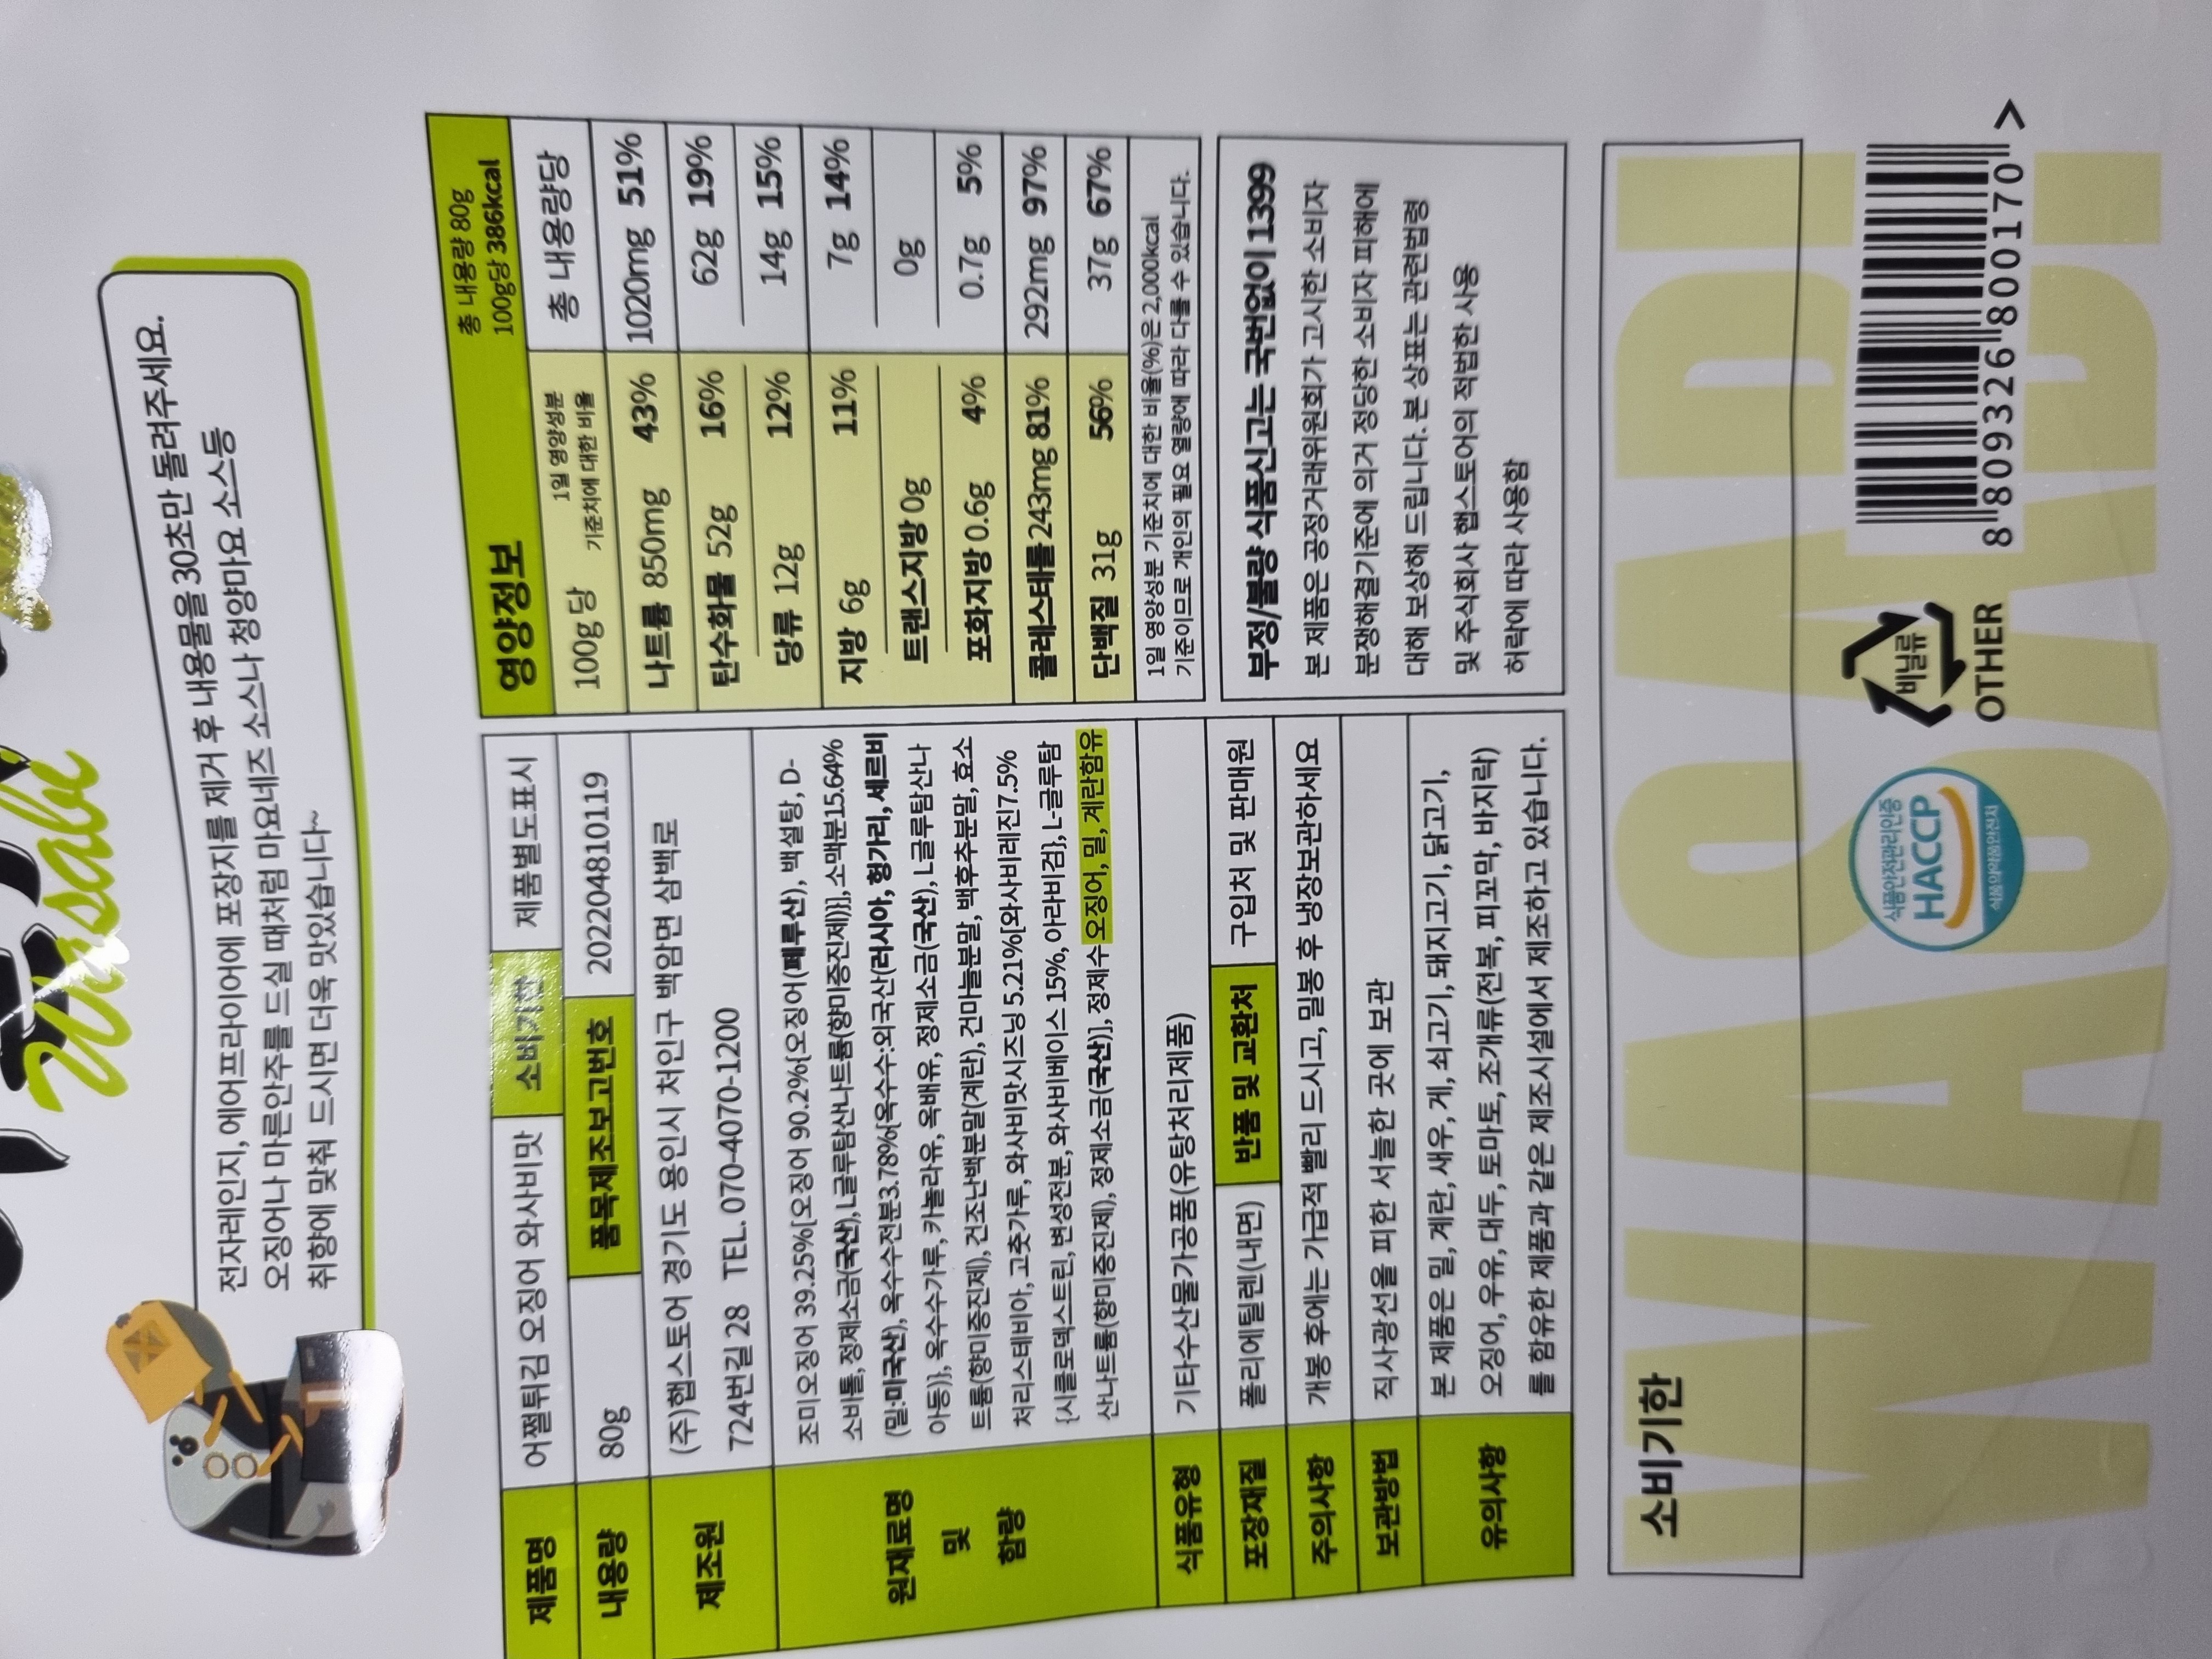 Wasabi
전자레인지, 에어프라이어에 포장지를 제거 후 내용물을 30초만 돌려주세요.
오징어나 마른안주를 드실 때처럼 마요네즈 소스나 청양마요 소스등
취향에 맞춰 드시면 더욱 맛있습니다~
제품명 어쩔튀김 오징어 와사비맛 소비기한 제품별도표시
내용량 80g 품목제조보고번호 20220481011​9
제조원 (주)햅스토어 경기도 용인시 처인구 백암면 삼백로
724번길 28 TEL. 070-4070-1200
원재료명
및
함량
조미오징어 39.25%[오징어 90.2%{오징어(페루산), 백설탕, D-
소비톨, 정제소금(국산), L글루탐산나트륨(향미증진제)}], 소맥분15.64%
(밀:미국산), 옥수수전분3.78%{옥수수:외국산(러시아, 헝가리, 세르비
아등)}, 옥수수가루, 카놀라유, 옥배유, 정제소금(국산), L글루탐산나
트륨(향미증진제), 건조난백분말(계란), 건마늘분말, 백후추분말, 효소
처리스테비아, 고춧가루, 와사비맛시즈닝 5.21%[와사비레진7.5%
{시클로덱스트린, 변성전분, 와사비베이스 15%, 아라비검}, L-글루탐
산나트륨(향미증진제), 정제소금(국산)], 정제수 오징어, 밀, 계란함유
식품유형 기타수산물가공품(유탕처리제품)
포장재질 폴리에틸렌(내면) 반품 및 교환처 구입처 및 판매원
주의사항 개봉 후에는 가급적 빨리 드시고, 밀봉 후 냉장보관하세요
보관방법 직사광선을 피한 서늘한 곳에 보관
유의사항 본 제품은 밀, 계란, 새우, 게, 쇠고기, 돼지고기, 닭고기,
오징어, 우유, 대두, 토마토, 조개류(전복, 피꼬막, 바지락)
를 함유한 제품과 같은 제조시설에서 제조하고 있습니다.
영양정보 총 내용량 80g
100g당 386kcal
100g 당 1일 영양성분
기준치에 대한 비율 총 내용량당
나트륨 850mg 43% 1020mg 51%
탄수화물 52g 16% 62g 19%
당류 12g 12% 14g 15%
지방 6g 11% 7g 14%
트랜스지방 0g 0g
포화지방 0.6g 4% 0.7g 5%
콜레스테롤 243mg 81% 292mg 97%
단백질 31g 56% 37g 67%
1일 영양성분 기준치에 대한 비율(%)은 2,000kcal
기준이므로 개인의 필요 열량에 따라 다를 수 있습니다.
부정/불량 식품신고는 국번없이 1399
본 제품은 공정거래위원회가 고시한 소비자
분쟁해결기준에 의거 정당한 소비자 피해에
대해 보상해 드립니다. 본 상표는 관련법령
및 주식회사 햅스토어의 적법한 사용
허락에 따라 사용함
소비기한
WASABI
식품안전관리인증
HACCP
식품의약품안전처
비닐류
OTHER
8 809326 800170 >